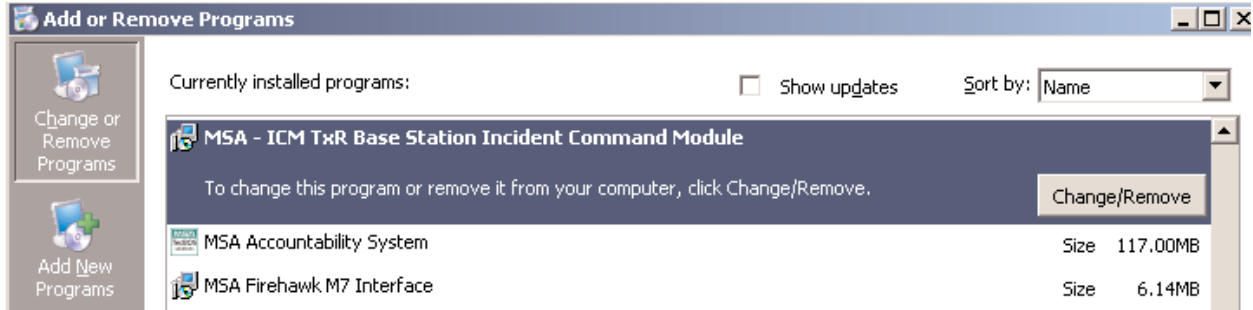 Add or Remove Programs
Currently installed programs:
Show updates
Sort by: Name
Change or
Remove
Programs
MSA - ICM TxR Base Station Incident Command Module
To change this program or remove it from your computer, click Change/Remove.
Change/Remove
MSA Accountability System
Size 117.00MB
Add New
Programs
MSA Firehawk M7 Interface
Size 6.14MB